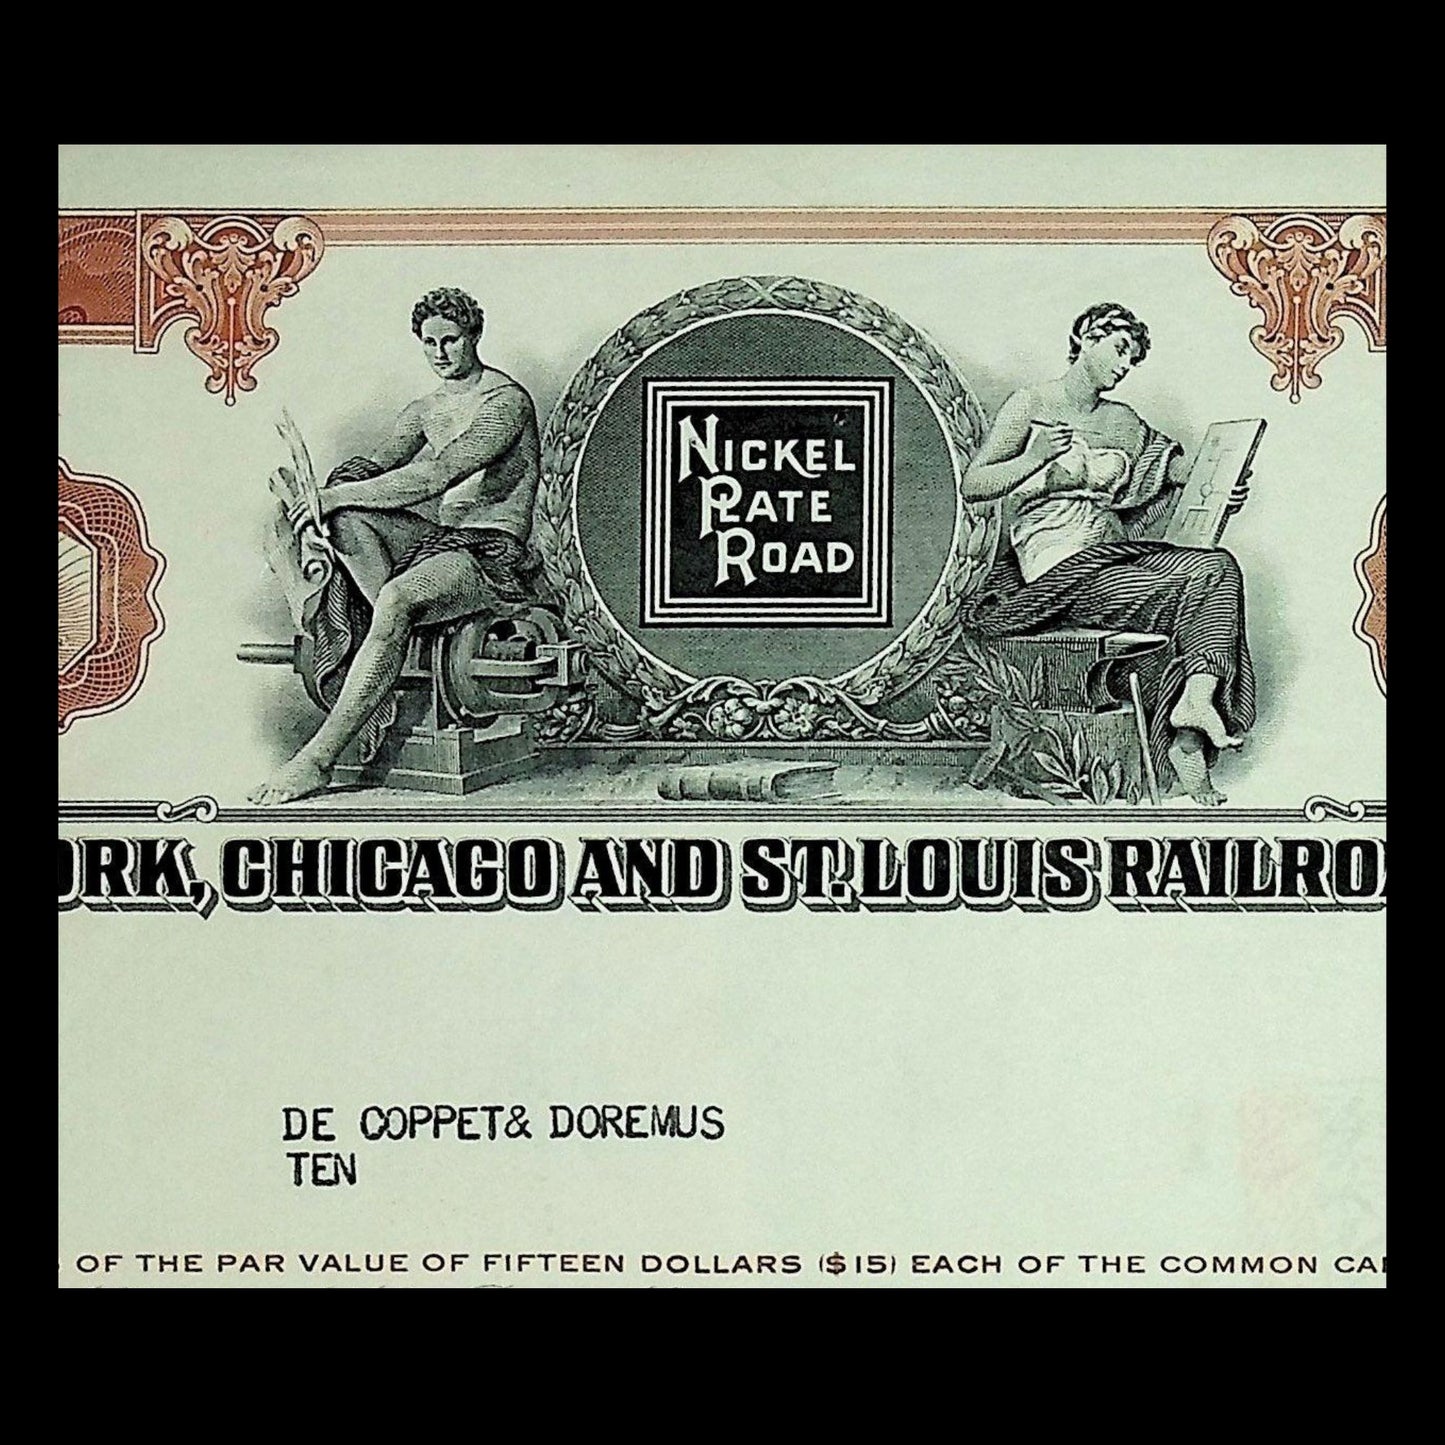 NICKEL
PLATE
ROAD
ORK, CHICAGO AND ST. LOUIS RAILRO
DE COPPET& DOREMUS
TEN
OF THE PAR VALUE OF FIFTEEN DOLLARS ($15) EACH OF THE COMMON CA